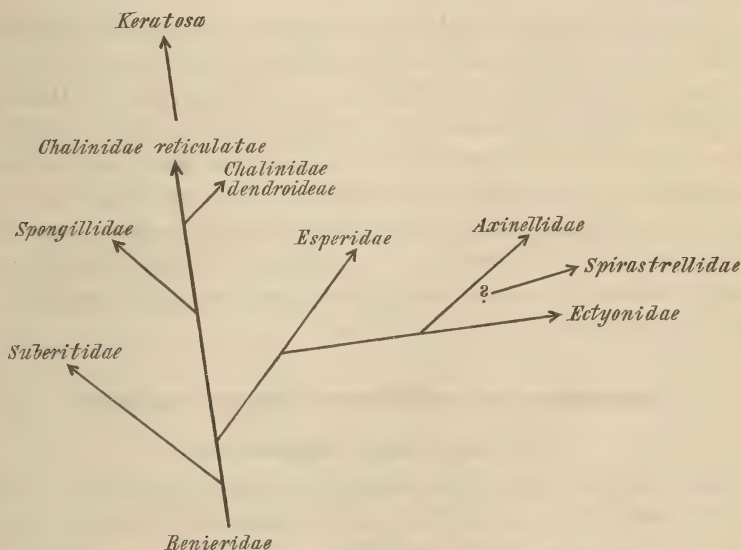 Keratosa
Chalinidae reticulatae
Chalinidae
dendroideae
Spongillidae
Esperidae
Axinellidae
Spirastrellidae
?
Ectyonidae
Suberitidae
Renieridae